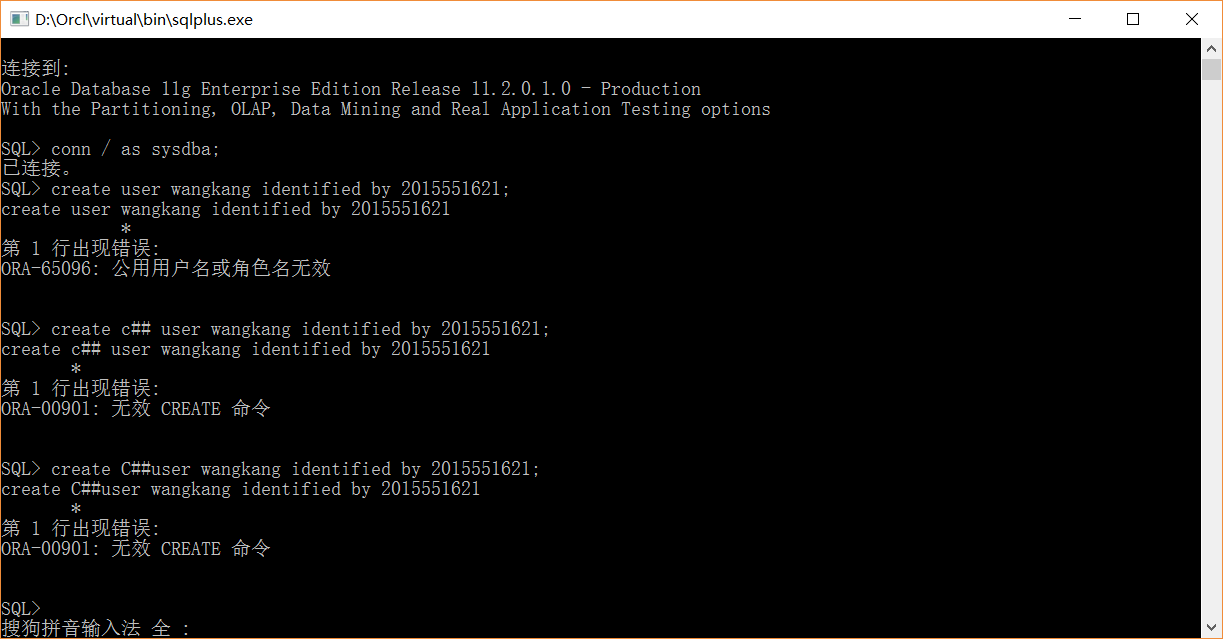 D:\Orcl\virtual\bin\sqlplus.exe
连接到:
Oracle Database 11g Enterprise Edition Release 11.2.0.1.0 - Production
With the Partitioning, OLAP, Data Mining and Real Application Testing options
SQL> conn / as sysdba;
已连接。
SQL> create user wangkang identified by 2015551621;
create user wangkang identified by 2015551621
*
第 1 行出现错误:
ORA-65096: 公用用户名或角色名无效
SQL> create c## user wangkang identified by 2015551621;
create c## user wangkang identified by 2015551621
*
第 1 行出现错误:
ORA-00901: 无效 CREATE 命令
SQL> create C##user wangkang identified by 2015551621;
create C##user wangkang identified by 2015551621
*
第 1 行出现错误:
ORA-00901: 无效 CREATE 命令
SQL>
搜狗拼音输入法 全 :